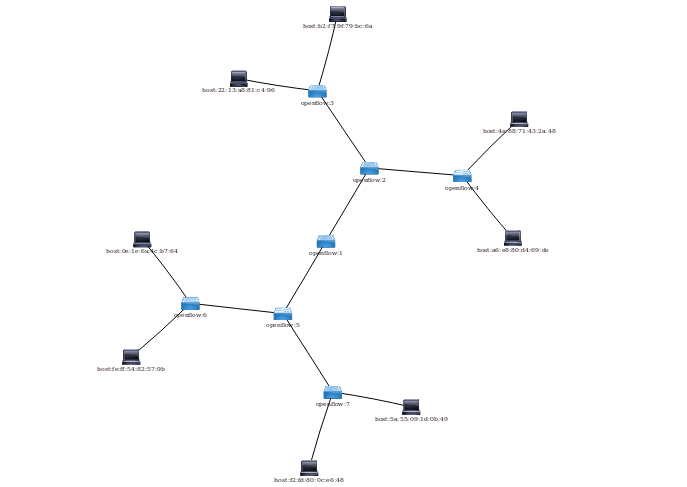 host:b2:f7:9f:79:bc:6a
host:22:13:a8:81:c4:96
openflow:3
host:4e:88:71:43:2a:48
openflow:2
openflow:4
host:a6:e8:80:d4:69:de
openflow:1
host:0e:1e:6a:4c:b7:64
openflow:6
openflow:5
host:fe:ff:54:82:57:9b
openflow:7
host:5a:55:09:1d:0b:49
host:f2:fd:80:0c:e6:48